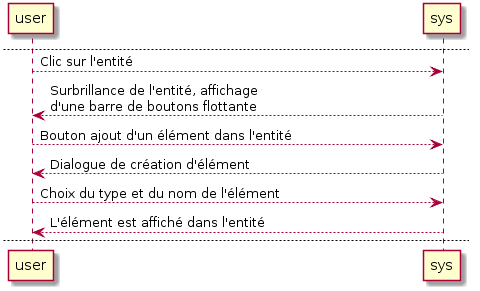 user
sys
Clic sur l'entité
Surbrillance de l'entité, affichage
d'une barre de boutons flottante
Bouton ajout d'un élément dans l'entité
Dialogue de création d'élément
Choix du type et du nom de l'élément
L'élément est affiché dans l'entité
user
sys